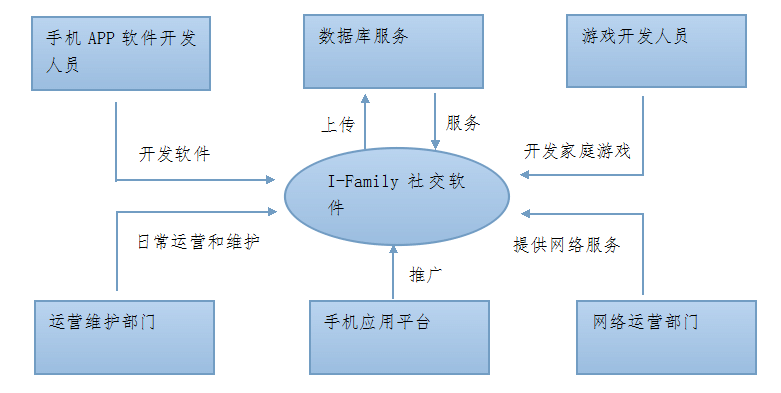 手机 APP 软件开发
人员
数据库服务
游戏开发人员
上传
服务
开发软件
开发家庭游戏
I-Family 社交软
件
日常运营和维护
提供网络服务
推广
运营维护部门
手机应用平台
网络运营部门